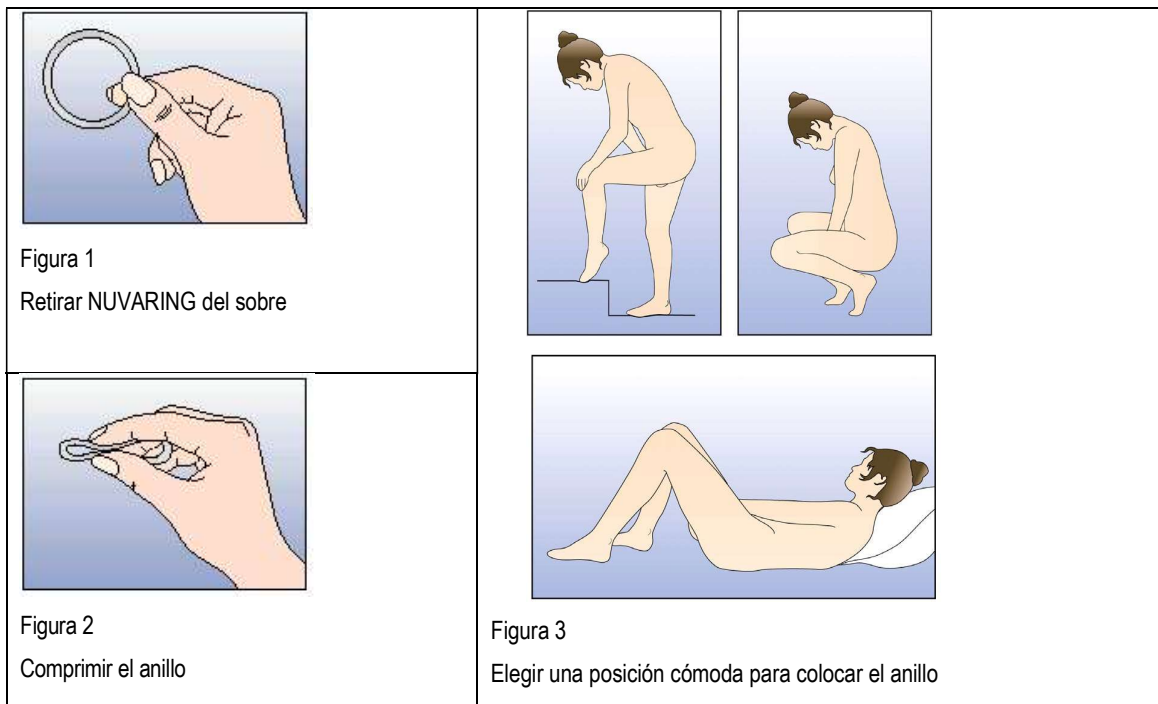 Figura 1
Retirar NUVARING del sobre
Figura 2
Comprimir el anillo
Figura 3
Elegir una posición cómoda para colocar el anillo